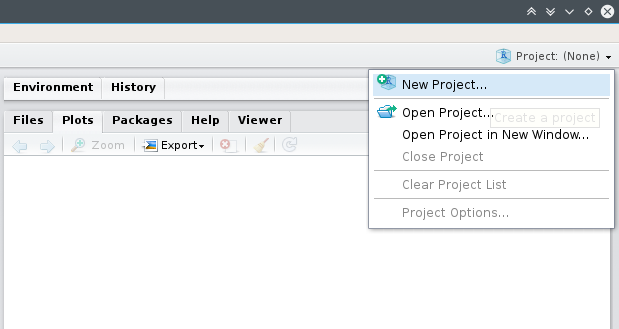 Project: (None)
Environment History
New Project...
Open Project...
Create a project
Files Plots Packages Help Viewer
Open Project in New Window...
Zoom Export
Close Project
Clear Project List
Project Options...